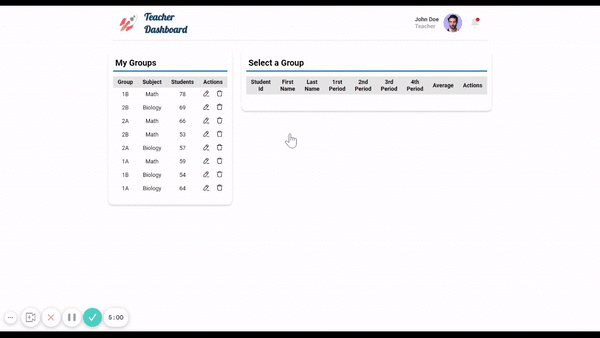 Teacher
Dashboard
John Doe
Teacher
My Groups
Group Subject Students Actions
1B Math 78
2B Biology 69
2A Math 66
2B Math 53
2A Biology 57
1A Math 59
1B Biology 54
1A Biology 64
Select a Group
Student Id First Name Last Name 1rst Period 2nd Period 3rd Period 4th Period Average Actions
5:00